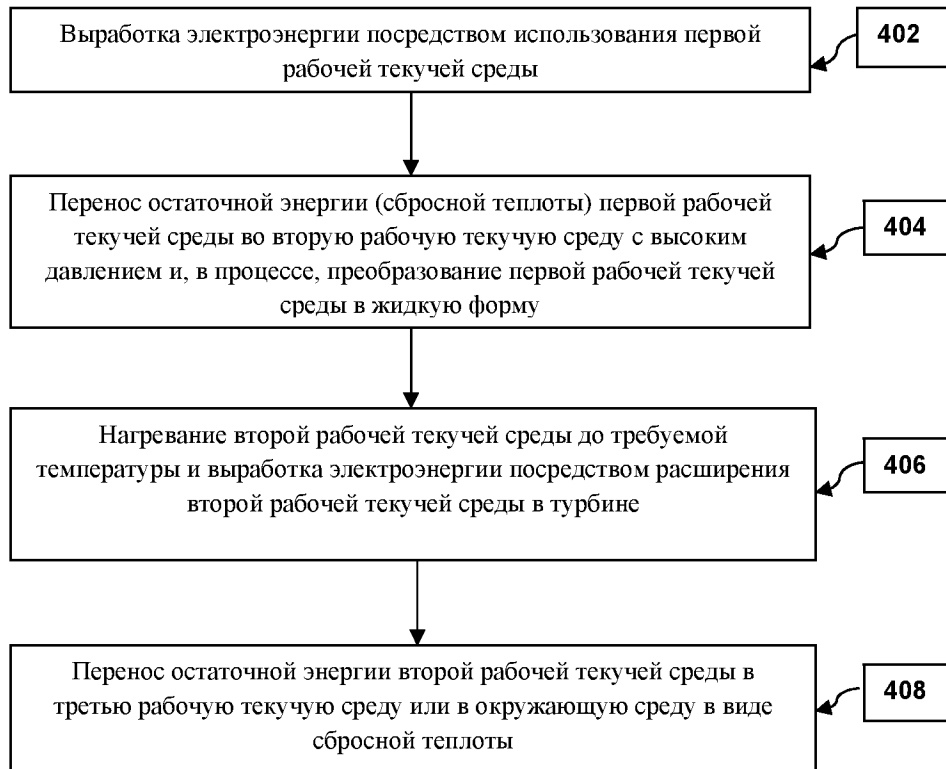 Выработка электроэнергии посредством использования первой
рабочей текучей среды
402
Перенос остаточной энергии (сбросной теплоты) первой рабочей
текучей среды во вторую рабочую текучую среду с высоким
давлением и, в процессе, преобразование первой рабочей текучей
среды в жидкую форму
404
Нагревание второй рабочей текучей среды до требуемой
температуры и выработка электроэнергии посредством расширения
второй рабочей текучей среды в турбине
406
Перенос остаточной энергии второй рабочей текучей среды в
третью рабочую текучую среду или в окружающую среду в виде
сбросной теплоты
408